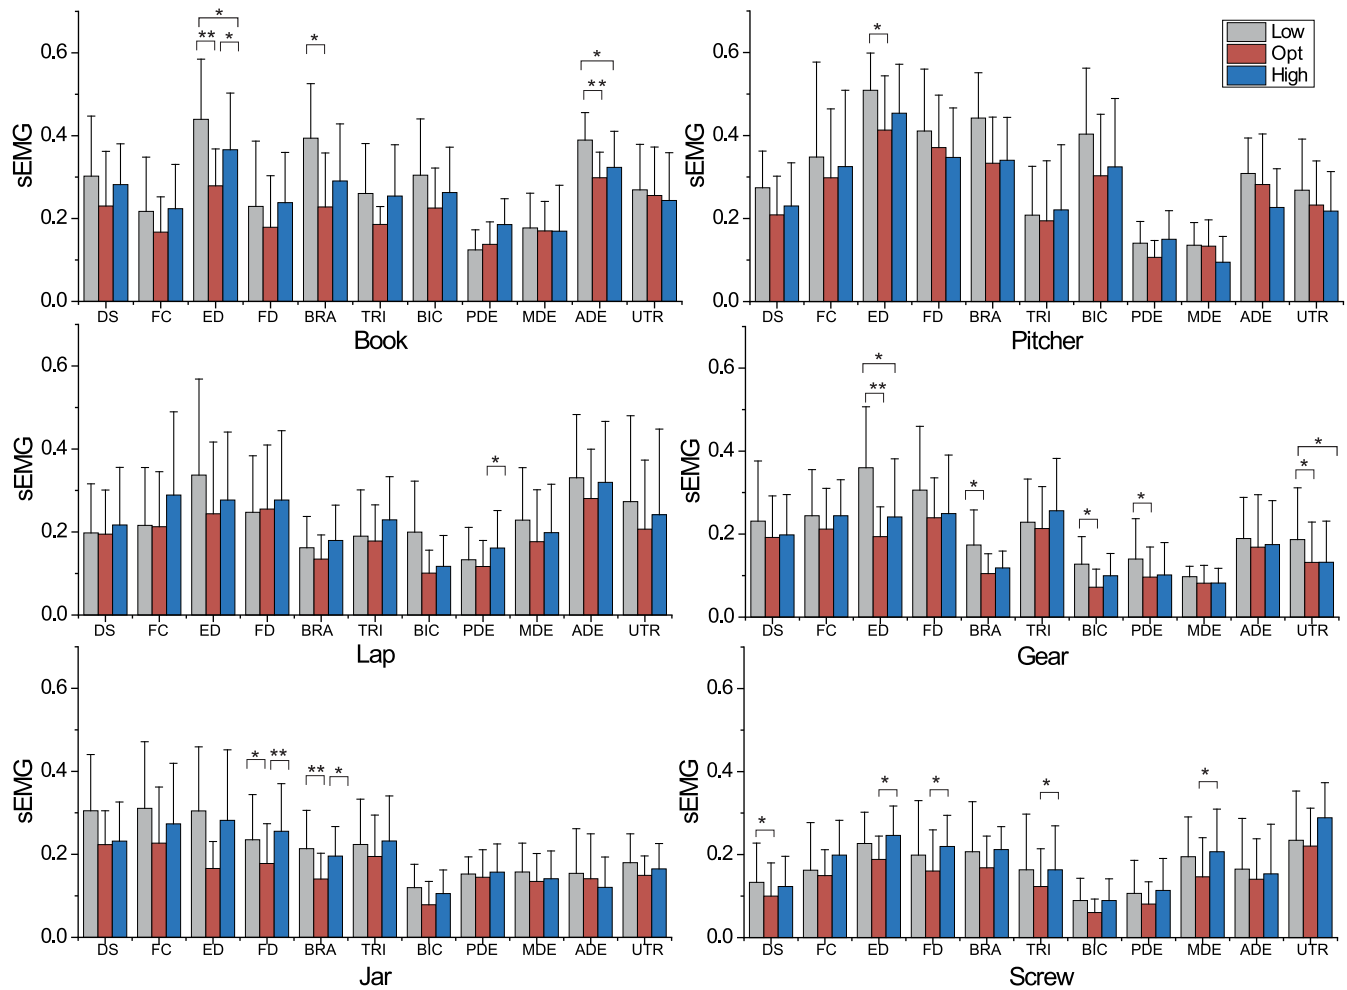 * ** * * * **
sEMG
0.6
0.4
0.2
0.0
DS FC ED FD BRA TRI BIC PDE MDE ADE UTR
Book
*
Low
Opt
High
0.6
0.4
0.2
0.0
sEMG
DS FC ED FD BRA TRI BIC PDE MDE ADE UTR
Pitcher
*
sEMG
0.6
0.4
0.2
0.0
DS FC ED FD BRA TRI BIC PDE MDE ADE UTR
Lap
* ** * * * * *
sEMG
0.6
0.4
0.2
0.0
DS FC ED FD BRA TRI BIC PDE MDE ADE UTR
Gear
* ** ** *
sEMG
0.6
0.4
0.2
0.0
DS FC ED FD BRA TRI BIC PDE MDE ADE UTR
Jar
* * * * *
sEMG
0.6
0.4
0.2
0.0
DS FC ED FD BRA TRI BIC PDE MDE ADE UTR
Screw